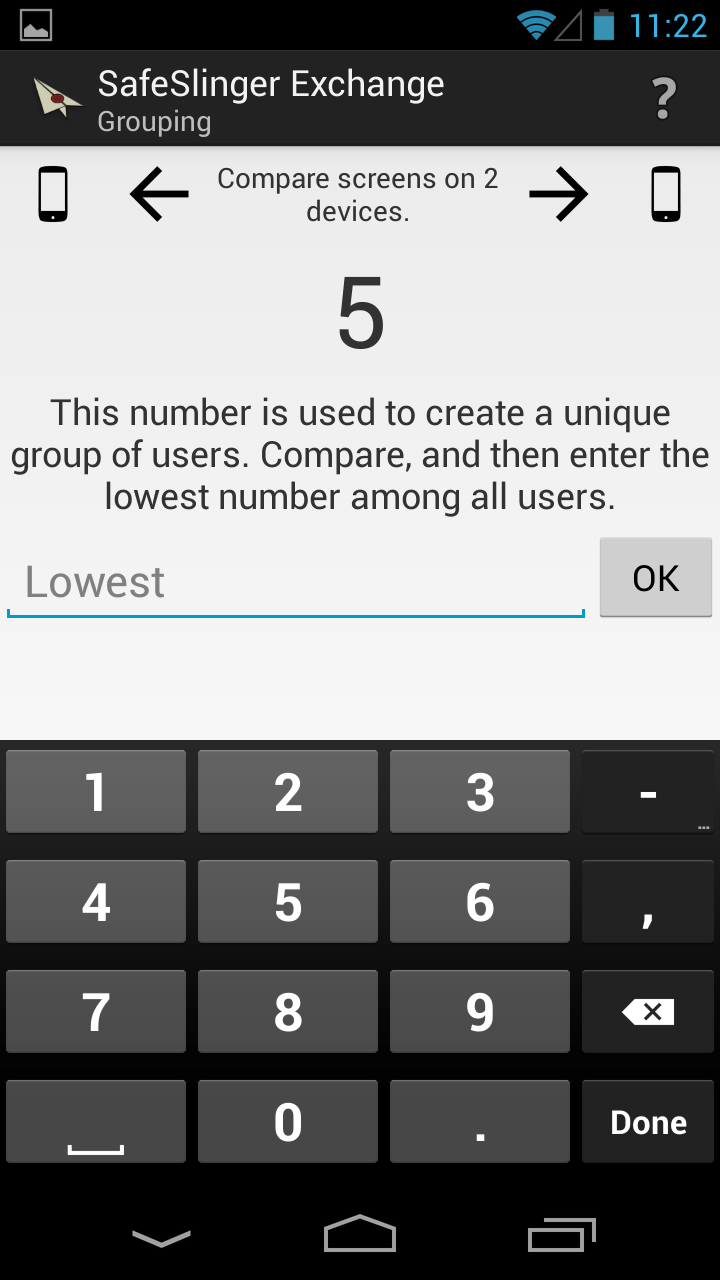 11:22
SafeSlinger Exchange
Grouping
?
Compare screens on 2
devices.
5
This number is used to create a unique
group of users. Compare, and then enter the
lowest number among all users.
Lowest
OK
1 2 3 -
...
4 5 6 ,
7 8 9
0 . Done